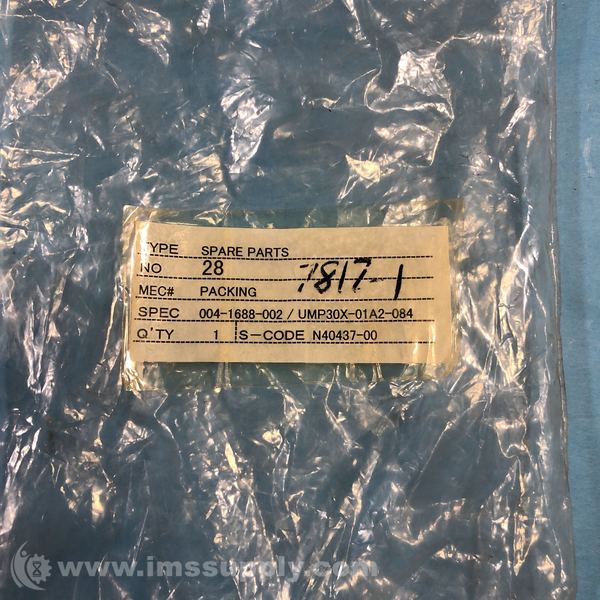 TYPE SPARE PARTS
NO 28 7817-1
MEC# PACKING
SPEC 004-1688-002 / UMP30X-01A2-084
Q'TY 1 S-CODE N40437-00
www.imssupply.com